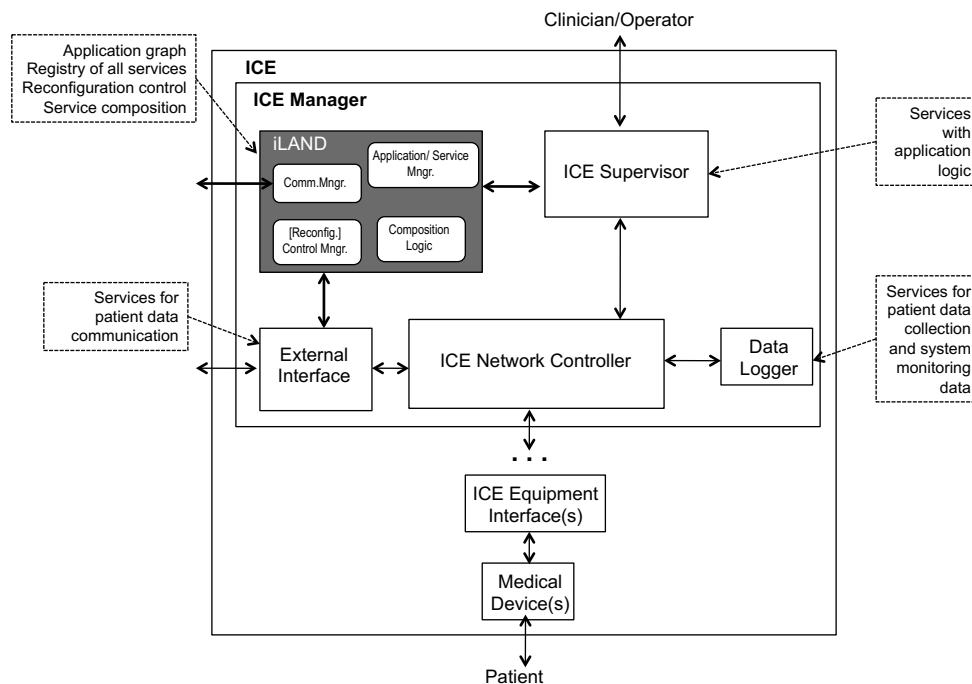 Clinician/Operator
Application graph
Registry of all services
Reconfiguration control
Service composition
ICE
ICE Manager
iLAND
Comm.Mngr.
Application/ Service
Mngr.
[Reconfig.]
Control Mngr.
Composition
Logic
ICE Supervisor
Services
with
application
logic
Services for
patient data
communication
External
Interface
ICE Network Controller
Data
Logger
Services for
patient data
collection
and system
monitoring
data
. . .
ICE Equipment
Interface(s)
Medical
Device(s)
Patient